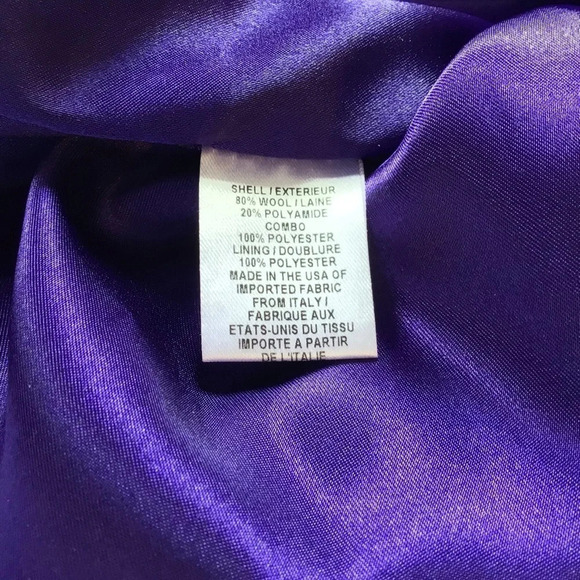 SHELL / EXTERIEUR
80% WOOL / LAINE
20% POLYAMIDE
COMBO
100% POLYESTER
LINING / DOUBLURE
100% POLYESTER
MADE IN THE USA OF
IMPORTED FABRIC
FROM ITALY /
FABRIQUE AUX
ETATS-UNIS DU TISSU
IMPORTE A PARTIR
DE L'ITALIE